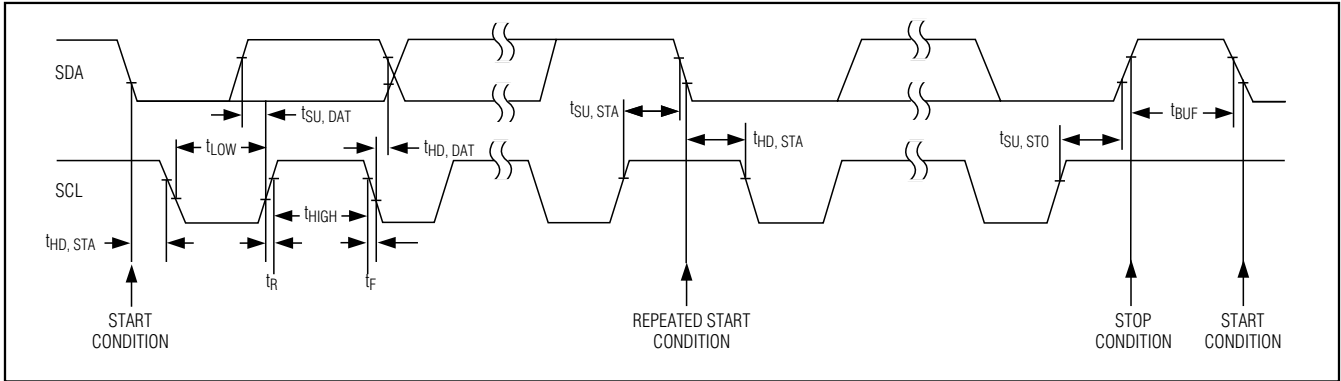 SDA
tSU, DAT
tLOW
tHD, DAT
tSU, STA
tHD, STA
tSU, STO
tBUF
SCL
tHIGH
tHD, STA
tR
tF
START
CONDITION
REPEATED START
CONDITION
STOP
CONDITION
START
CONDITION